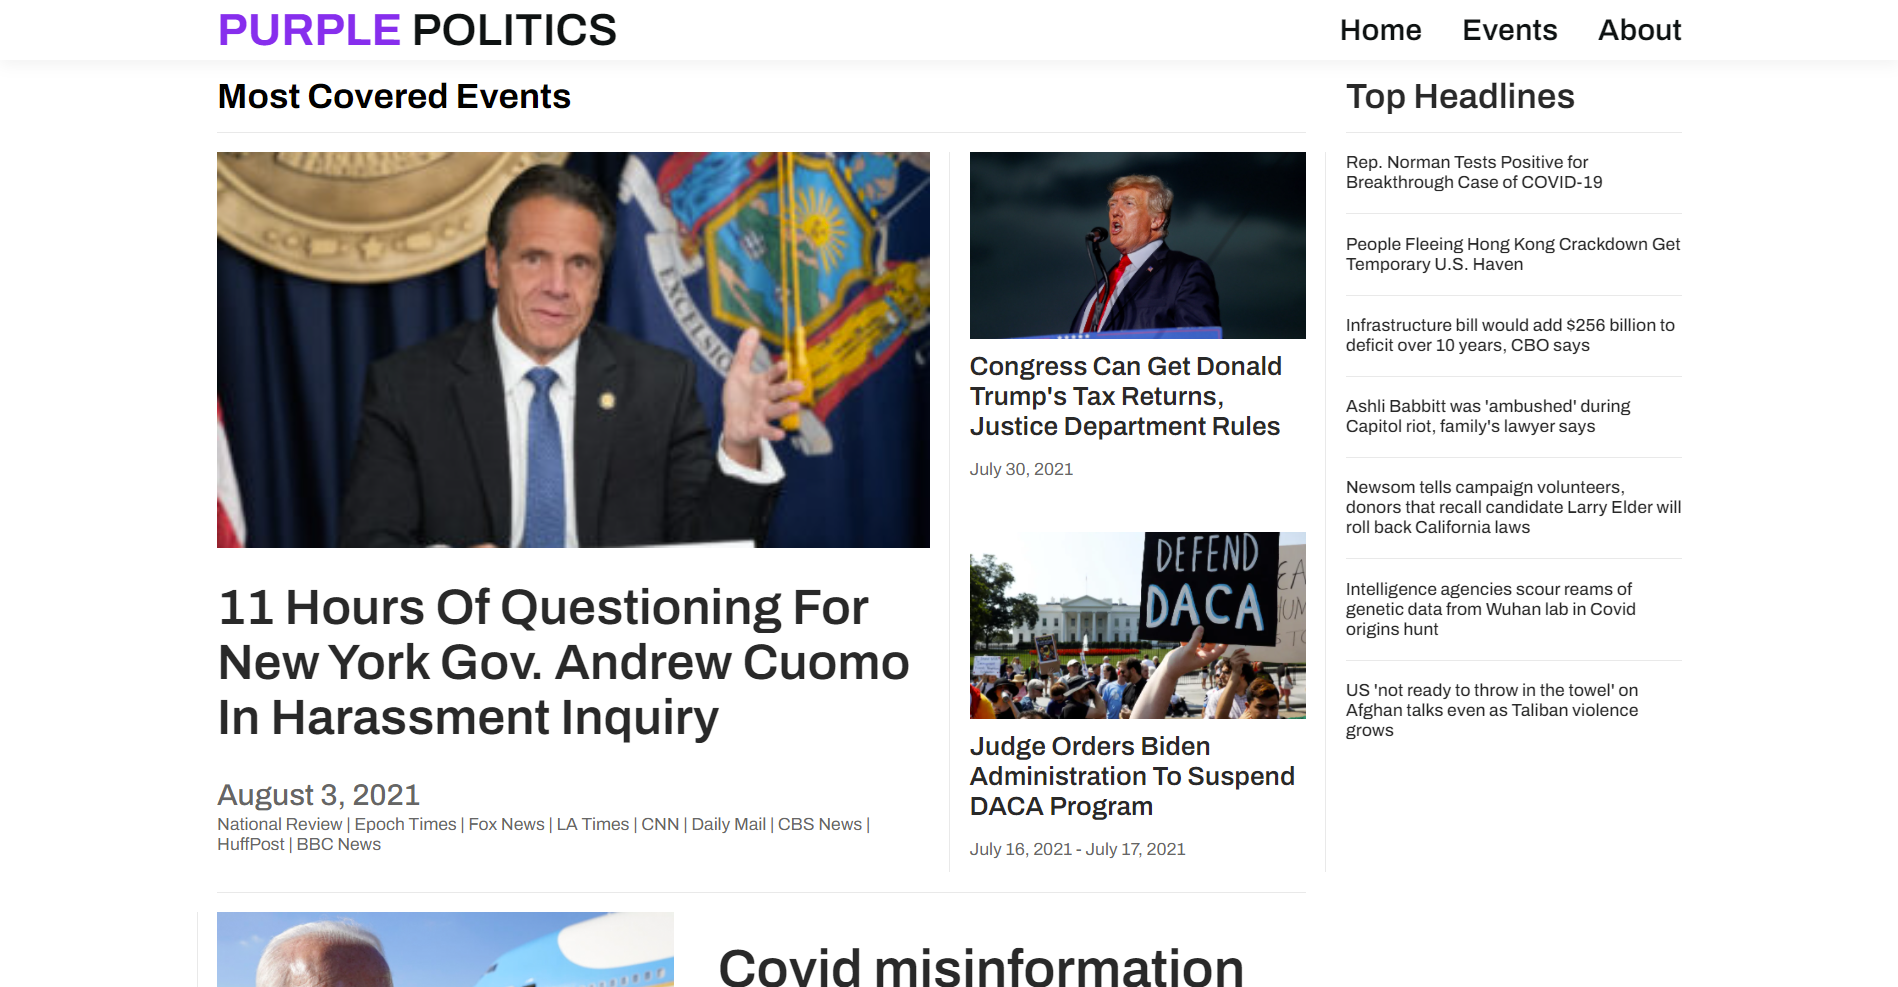 PURPLE POLITICS
Home Events About
Most Covered Events
EXCELSIO
11 Hours Of Questioning For
New York Gov. Andrew Cuomo
In Harassment Inquiry
August 3, 2021
National Review | Epoch Times | Fox News | LA Times | CNN | Daily Mail | CBS News |
HuffPost | BBC News
Congress Can Get Donald
Trump's Tax Returns,
Justice Department Rules
July 30, 2021
DEFEND
DACA
Judge Orders Biden
Administration To Suspend
DACA Program
July 16, 2021 - July 17, 2021
Top Headlines
Rep. Norman Tests Positive for
Breakthrough Case of COVID-19
People Fleeing Hong Kong Crackdown Get
Temporary U.S. Haven
Infrastructure bill would add $256 billion to
deficit over 10 years, CBO says
Ashli Babbitt was 'ambushed' during
Capitol riot, family's lawyer says
Newsom tells campaign volunteers,
donors that recall candidate Larry Elder will
roll back California laws
Intelligence agencies scour reams of
genetic data from Wuhan lab in Covid
origins hunt
US 'not ready to throw in the towel' on
Afghan talks even as Taliban violence
grows
Covid misinformation